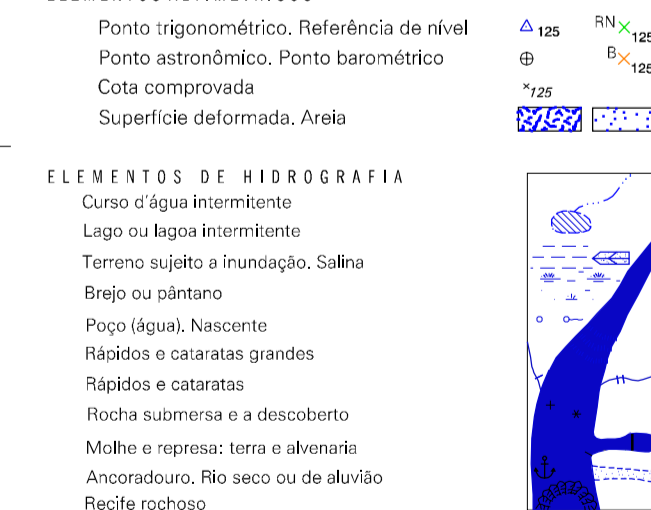 Ponto trigonométrico. Referência de nível 125 RN 125
Ponto astronômico. Ponto barométrico B 125
Cota comprovada 125
Superfície deformada. Areia
ELEMENTOS DE HIDROGRAFIA
Curso d'água intermitente
Lago ou lagoa intermitente
Terreno sujeito a inundação. Salina
Brejo ou pântano
Poço (água). Nascente
Rápidos e cataratas grandes
Rápidos e cataratas
Rocha submersa e a descoberto
Molhe e represa: terra e alvenaria
Ancoradouro. Rio seco ou de aluvião
Recife rochoso